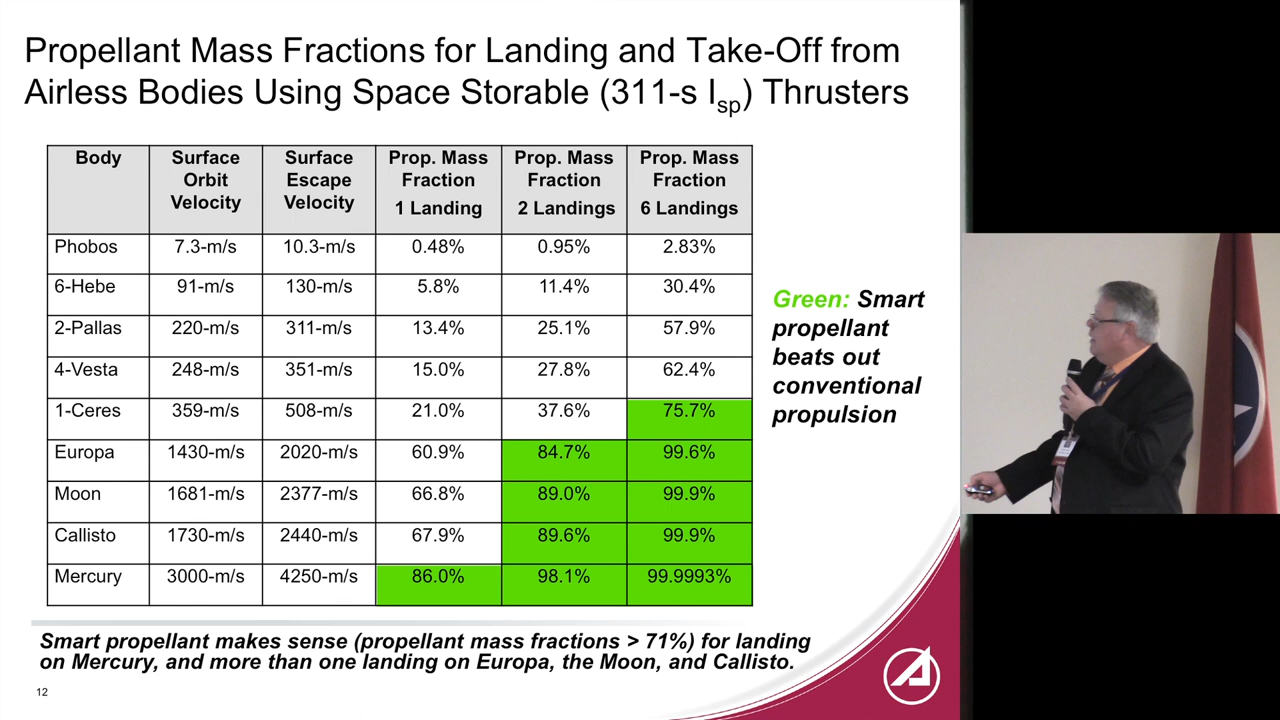 Propellant Mass Fractions for Landing and Take-Off from
Airless Bodies Using Space Storable (311-s Isp) Thrusters
Body Surface Orbit Velocity Surface Escape Velocity Prop. Mass Fraction 1 Landing Prop. Mass Fraction 2 Landings Prop. Mass Fraction 6 Landings
Phobos 7.3-m/s 10.3-m/s 0.48% 0.95% 2.83%
6-Hebe 91-m/s 130-m/s 5.8% 11.4% 30.4%
2-Pallas 220-m/s 311-m/s 13.4% 25.1% 57.9%
4-Vesta 248-m/s 351-m/s 15.0% 27.8% 62.4%
1-Ceres 359-m/s 508-m/s 21.0% 37.6% 75.7%
Europa 1430-m/s 2020-m/s 60.9% 84.7% 99.6%
Moon 1681-m/s 2377-m/s 66.8% 89.0% 99.9%
Callisto 1730-m/s 2440-m/s 67.9% 89.6% 99.9%
Mercury 3000-m/s 4250-m/s 86.0% 98.1% 99.9993%
Green: Smart
propellant
beats out
conventional
propulsion
Smart propellant makes sense (propellant mass fractions > 71%) for landing
on Mercury, and more than one landing on Europa, the Moon, and Callisto.
12